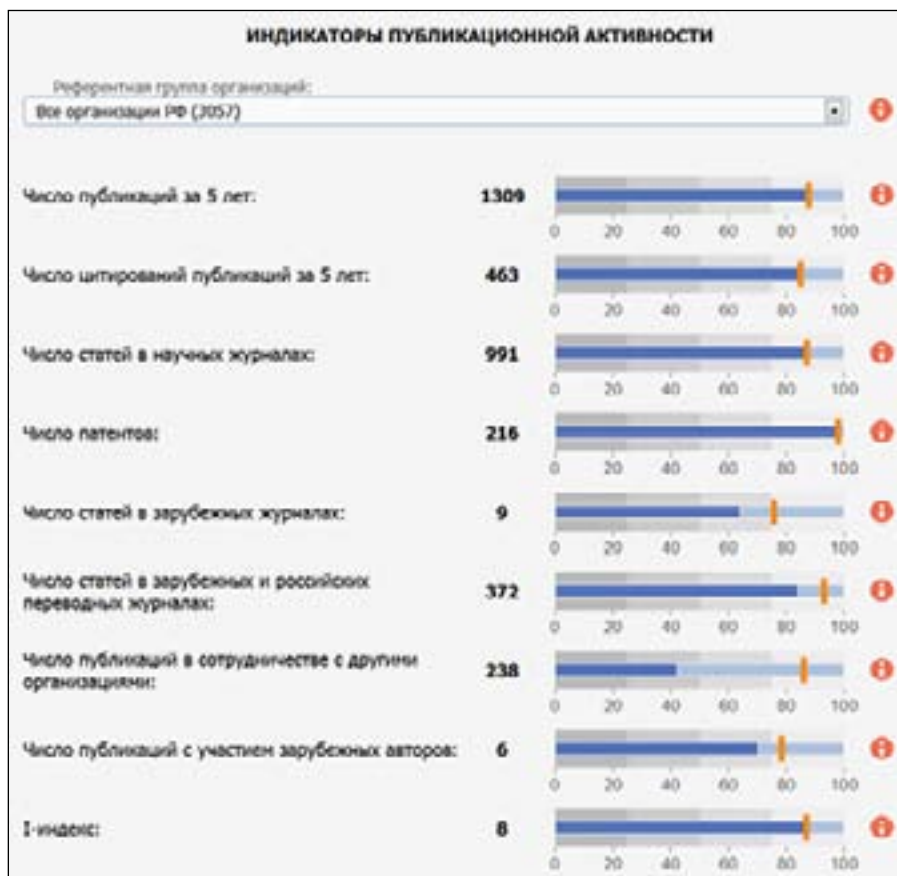 ИНДИКАТОРЫ ПУБЛИКАЦИОННОЙ АКТИВНОСТИ
Референтная группа организаций:
Все организации РФ (3057)
Число публикаций за 5 лет: 1309
0 20 40 60 80 100
Число цитирований публикаций за 5 лет: 463
0 20 40 60 80 100
Число статей в научных журналах: 991
0 20 40 60 80 100
Число патентов: 216
0 20 40 60 80 100
Число статей в зарубежных журналах: 9
0 20 40 60 80 100
Число статей в зарубежных и российских
переводных журналах: 372
0 20 40 60 80 100
Число публикаций в сотрудничестве с другими
организациями: 238
0 20 40 60 80 100
Число публикаций с участием зарубежных авторов: 6
0 20 40 60 80 100
I-индекс: 8
0 20 40 60 80 100